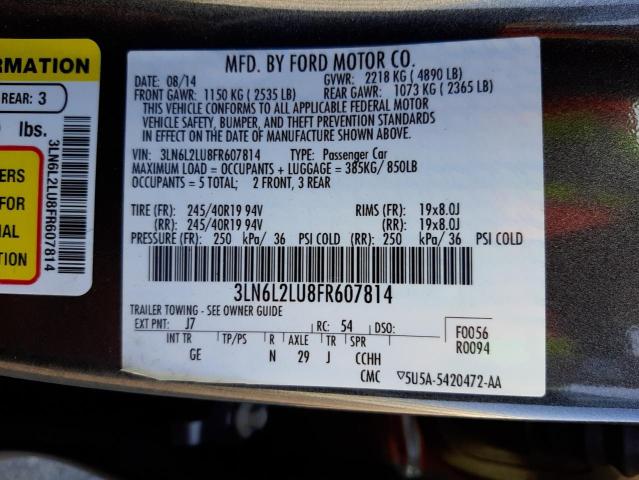 RMATION
REAR: 3
lbs.
ERS
FOR
IAL
ATION
3LN6L2LU8FR607814
MFD. BY FORD MOTOR CO.
DATE: 08/14 GVWR: 2218 KG ( 4890 LB)
FRONT GAWR: 1150 KG ( 2535 LB) REAR GAWR: 1073 KG ( 2365 LB)
THIS VEHICLE CONFORMS TO ALL APPLICABLE FEDERAL MOTOR
VEHICLE SAFETY, BUMPER, AND THEFT PREVENTION STANDARDS
IN EFFECT ON THE DATE OF MANUFACTURE SHOWN ABOVE.
VIN: 3LN6L2LU8FR607814 TYPE: Passenger Car
MAXIMUM LOAD = OCCUPANTS + LUGGAGE = 385KG/ 850LB
OCCUPANTS = 5 TOTAL; 2 FRONT, 3 REAR
TIRE (FR): 245/40R19 94V RIMS (FR): 19x8.0J
(RR): 245/40R19 94V (RR): 19x8.0J
PRESSURE (FR): 250 kPa/ 36 PSI COLD (RR): 250 kPa/ 36 PSI COLD
3LN6L2LU8FR607814
TRAILER TOWING - SEE OWNER GUIDE
EXT PNT: J7 RC: 54 DSO:
F0056
R0094
INT TR TP/PS R AXLE TR SPR
GE N 29 J CCHH
CMC ▽5U5A-5420472-AA